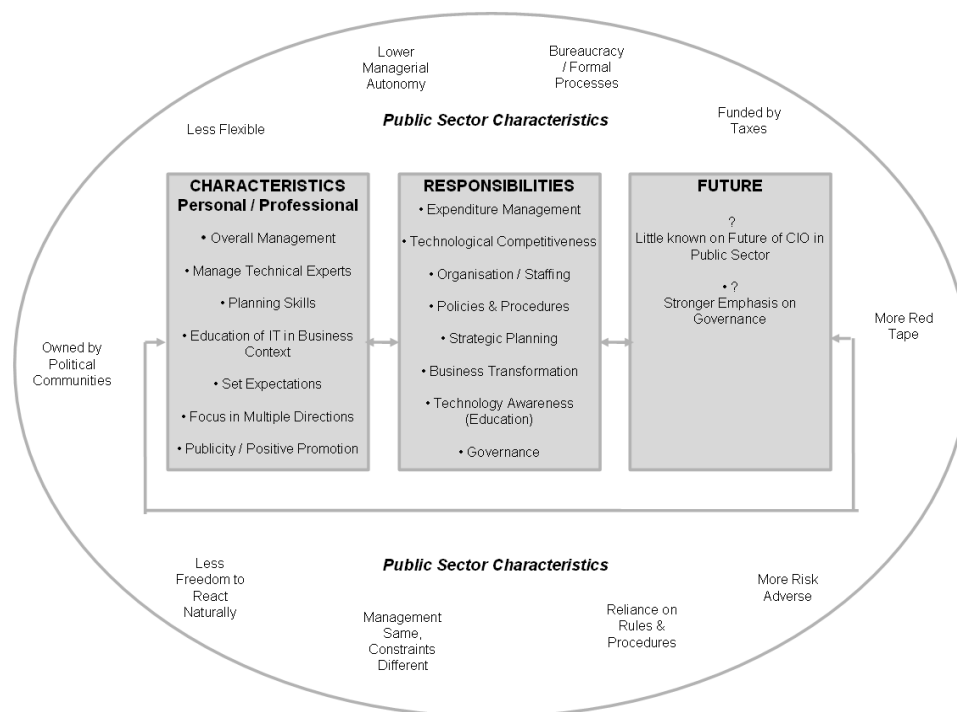 Lower
Managerial
Autonomy
Bureaucracy
/ Formal
Processes
Less Flexible
Public Sector Characteristics
Funded by
Taxes
CHARACTERISTICS
Personal / Professional
• Overall Management
• Manage Technical Experts
• Planning Skills
• Education of IT in Business
Context
• Set Expectations
• Focus in Multiple Directions
• Publicity / Positive Promotion
RESPONSIBILITIES
• Expenditure Management
• Technological Competitiveness
• Organisation / Staffing
• Policies & Procedures
• Strategic Planning
• Business Transformation
• Technology Awareness
(Education)
• Governance
FUTURE
?
Little known on Future of CIO in
Public Sector
• ?
Stronger Emphasis on
Governance
Owned by
Political
Communities
More Red
Tape
Less
Freedom to
React
Naturally
Public Sector Characteristics
Management
Same,
Constraints
Different
Reliance on
Rules &
Procedures
More Risk
Adverse